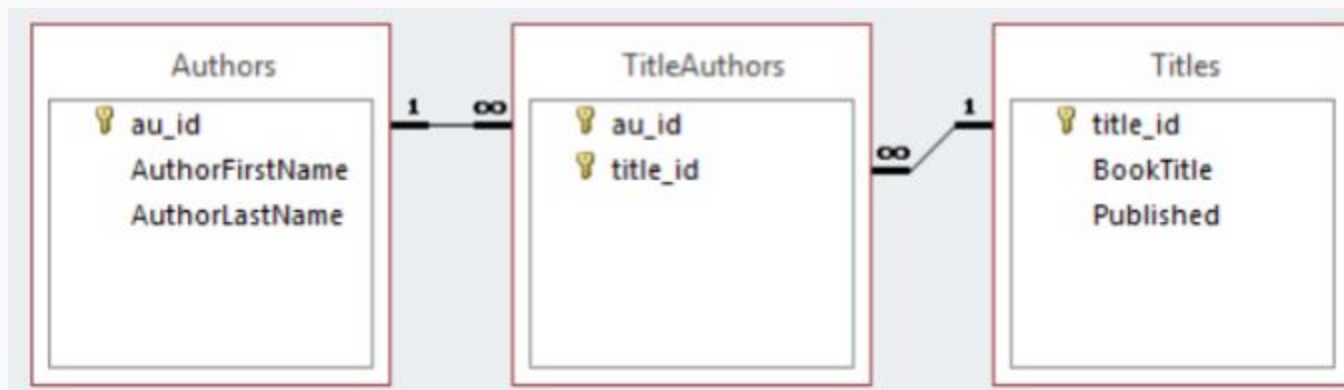 Authors
au_id
AuthorFirstName
AuthorLastName
1 ∞
TitleAuthors
au_id
title_id
∞ 1
Titles
title_id
BookTitle
Published